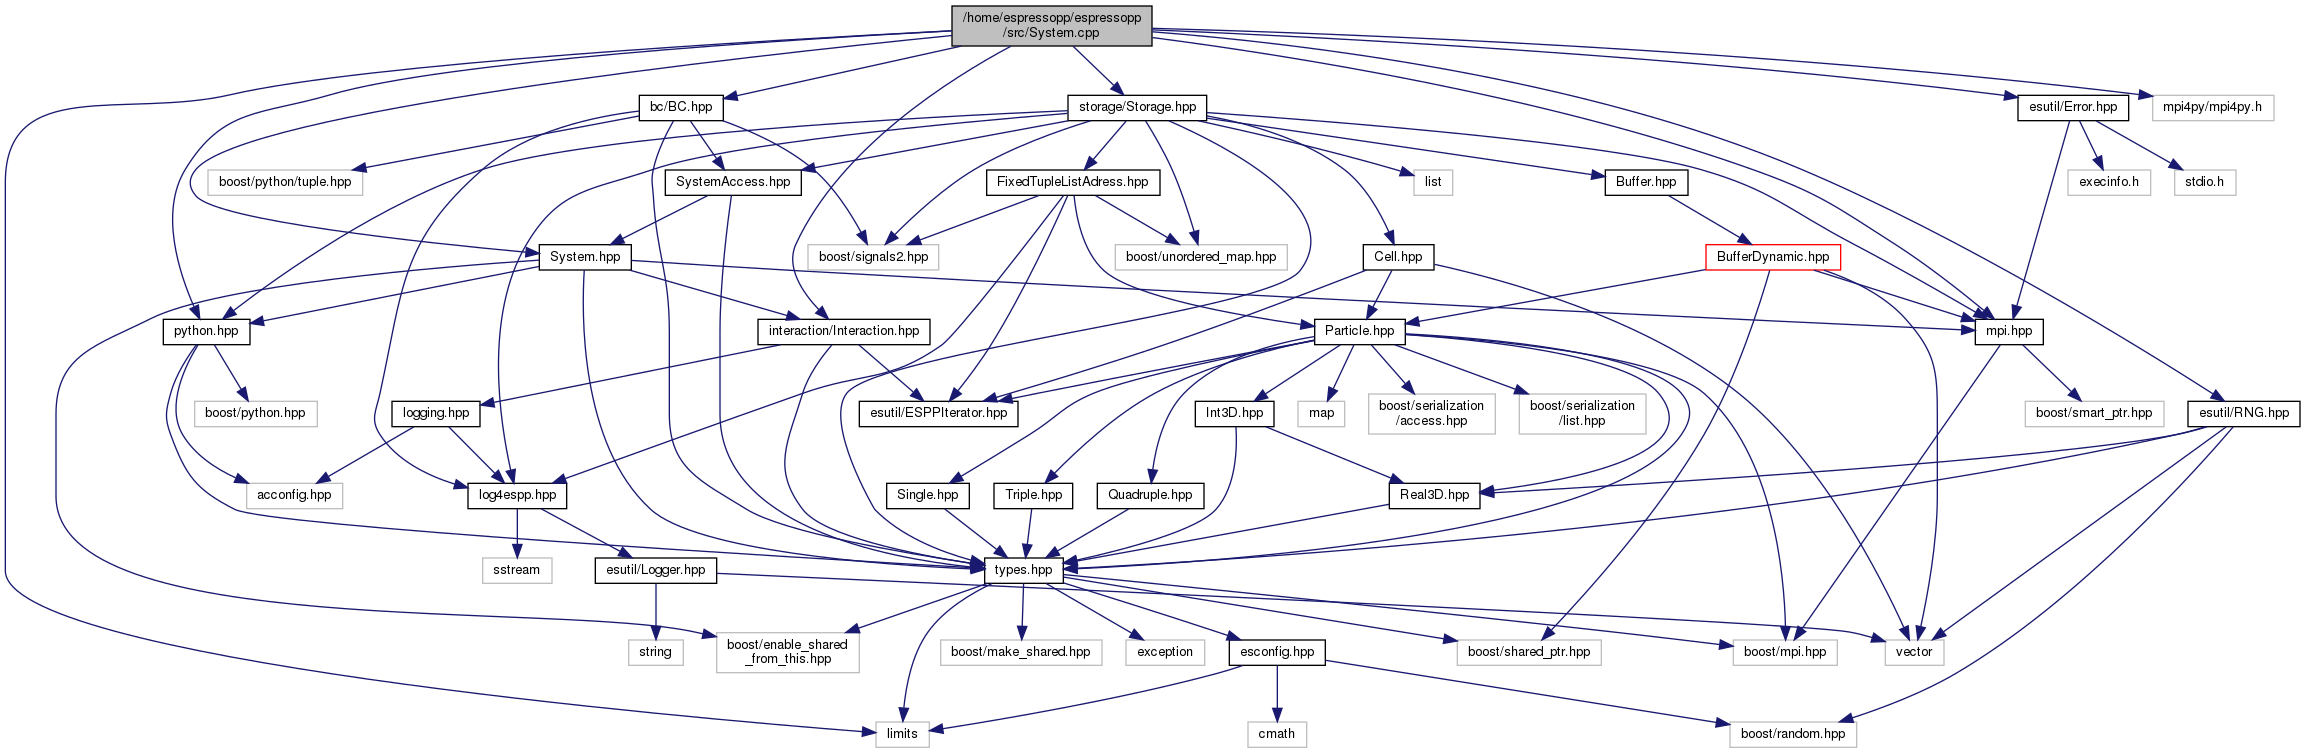 /home/espressopp/espressopp
/src/System.cpp
bc/BC.hpp
storage/Storage.hpp
esutil/Error.hpp
mpi4py/mpi4py.h
boost/python/tuple.hpp
SystemAccess.hpp
FixedTupleListAdress.hpp
list
Buffer.hpp
execinfo.h
stdio.h
System.hpp
boost/signals2.hpp
boost/unordered_map.hpp
Cell.hpp
BufferDynamic.hpp
python.hpp
interaction/Interaction.hpp
Particle.hpp
mpi.hpp
boost/python.hpp
logging.hpp
esutil/ESPPIterator.hpp
Int3D.hpp
map
boost/serialization
/access.hpp
boost/serialization
/list.hpp
boost/smart_ptr.hpp
esutil/RNG.hpp
acconfig.hpp
log4espp.hpp
Single.hpp
Triple.hpp
Quadruple.hpp
Real3D.hpp
sstream
esutil/Logger.hpp
types.hpp
string
boost/enable_shared
_from_this.hpp
boost/make_shared.hpp
exception
esconfig.hpp
boost/shared_ptr.hpp
boost/mpi.hpp
vector
limits
cmath
boost/random.hpp